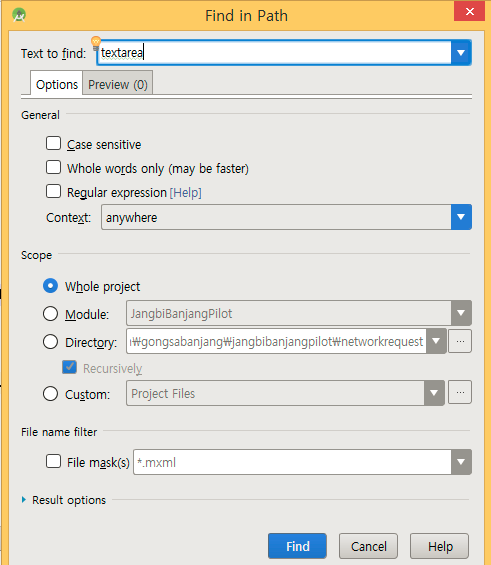 Find in Path
Text to find: textarea
Options Preview (0)
General
Case sensitive
Whole words only (may be faster)
Regular expression [Help]
Context: anywhere
Scope
Whole project
Module: JangbiBanjangPilot
Directory: ₩gongsabanjang₩jangbibanjangpilot₩networkrequest ...
Recursively
Custom: Project Files ...
File name filter
File mask(s) *.mxml
Result options
Find Cancel Help